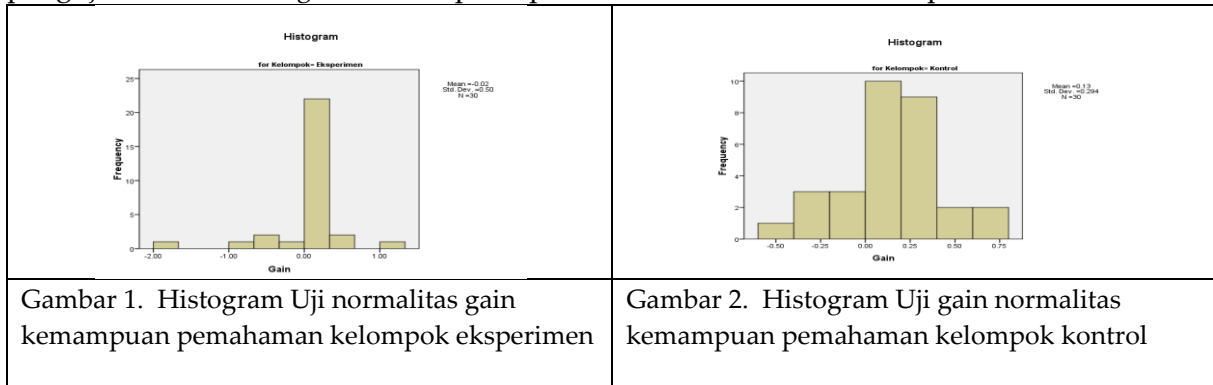 Histogram
for Kelompok= Eksperimen
Mean =-0.02
Std. Dev. =0.50
N =30
Frequency
25
20
15
10
5
0
-2.00 -1.00 0.00 1.00
Gain
Histogram
for Kelompok= Kontrol
Mean =0.13
Std. Dev. =0.294
N =30
Frequency
10
8
6
4
2
0
-0.50 -0.25 0.00 0.25 0.50 0.75
Gain
Gambar 1. Histogram Uji normalitas gain
kemampuan pemahaman kelompok eksperimen
Gambar 2. Histogram Uji gain normalitas
kemampuan pemahaman kelompok kontrol